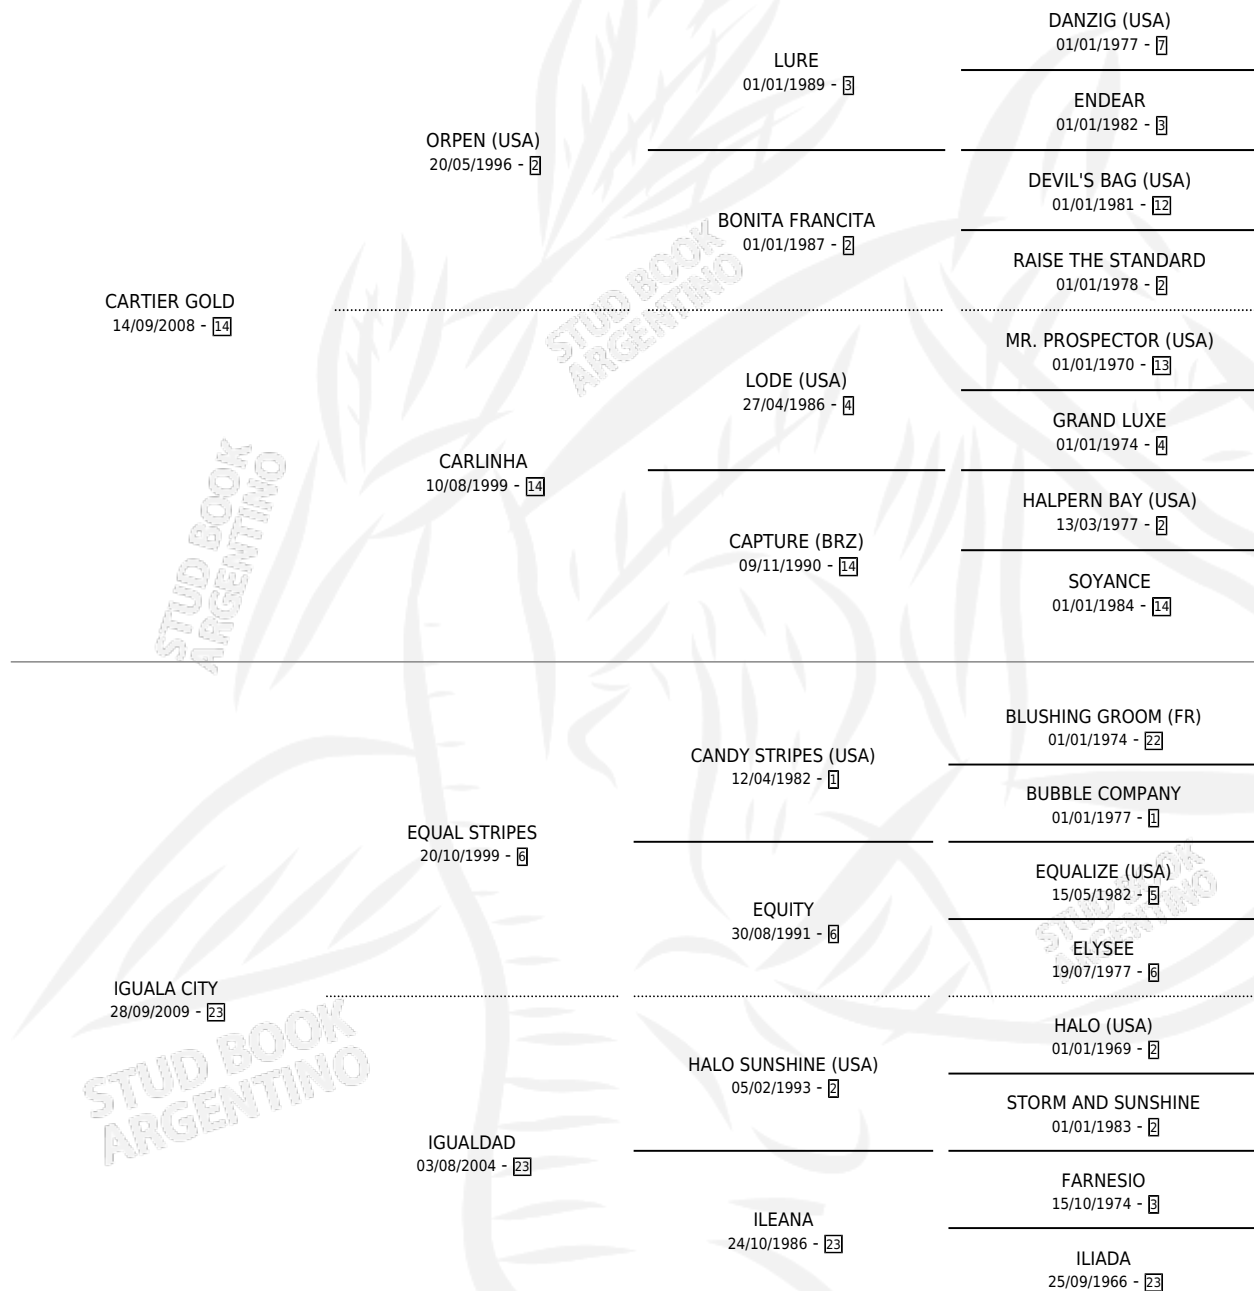 DANZIG (USA)
01/01/1977 - 7
LURE
01/01/1989 - 3
ENDEAR
01/01/1982 - 3
ORPEN (USA)
20/05/1996 - 2
DEVIL'S BAG (USA)
01/01/1981 - 12
BONITA FRANCITA
01/01/1987 - 2
RAISE THE STANDARD
01/01/1978 - 2
CARTIER GOLD
14/09/2008 - 14
MR. PROSPECTOR (USA)
01/01/1970 - 13
LODE (USA)
27/04/1986 - 4
GRAND LUXE
01/01/1974 - 4
CARLINHA
10/08/1999 - 14
HALPERN BAY (USA)
13/03/1977 - 2
CAPTURE (BRZ)
09/11/1990 - 14
SOYANCE
01/01/1984 - 14
BLUSHING GROOM (FR)
01/01/1974 - 22
CANDY STRIPES (USA)
12/04/1982 - 1
BUBBLE COMPANY
01/01/1977 - 1
EQUAL STRIPES
20/10/1999 - 6
EQUALIZE (USA)
15/05/1982 - 5
EQUITY
30/08/1991 - 6
ELYSEE
19/07/1977 - 6
IGUALA CITY
28/09/2009 - 23
HALO (USA)
01/01/1969 - 2
HALO SUNSHINE (USA)
05/02/1993 - 2
STORM AND SUNSHINE
01/01/1983 - 2
IGUALDAD
03/08/2004 - 23
FARNESIO
15/10/1974 - 3
ILEANA
24/10/1986 - 23
ILIADA
25/09/1966 - 23
STUD BOOK
ARGENTINO
STUD BOOK
ARGENTINO
STUD BOOK
ARGENTINO
STUD BOOK
ARGENTINO